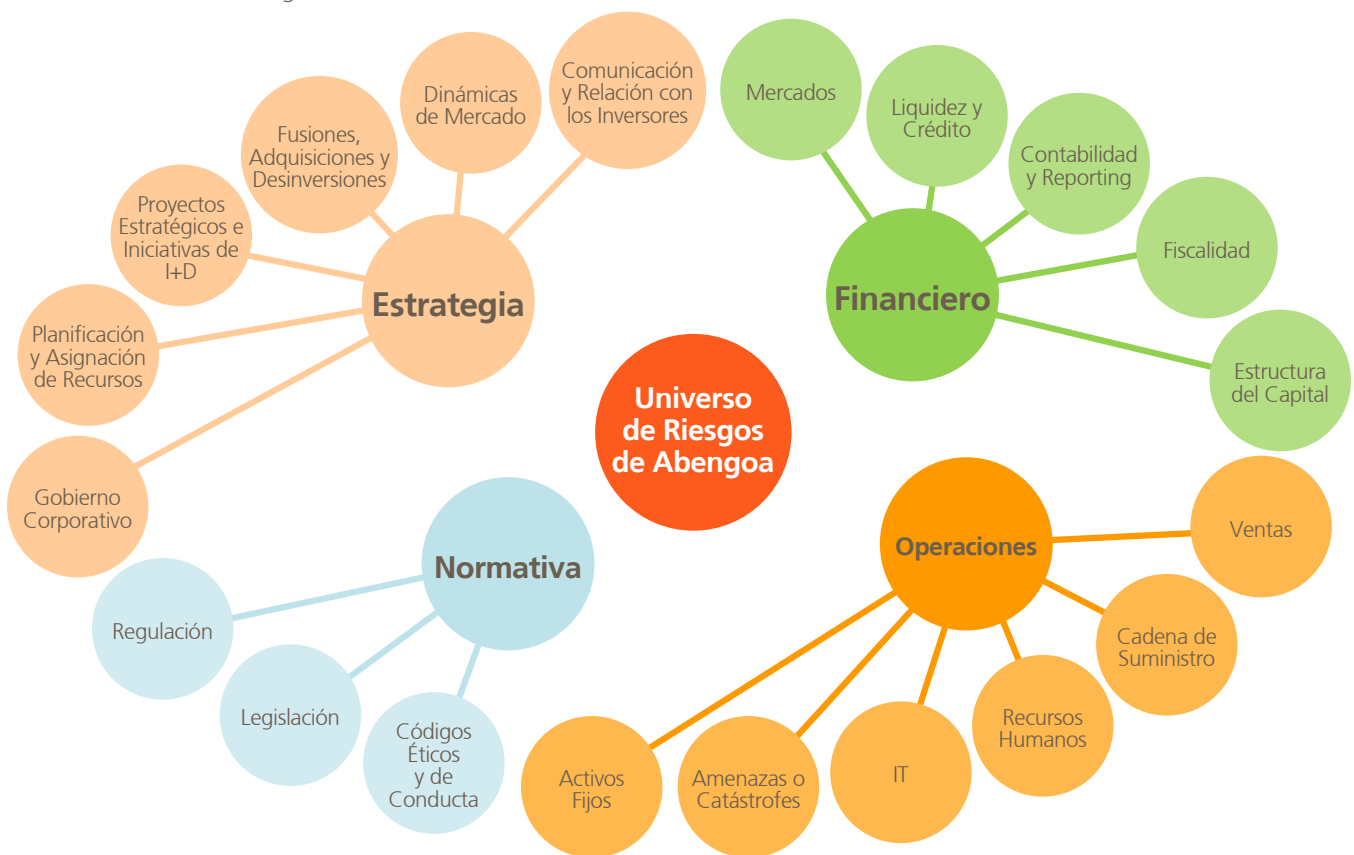 Comunicación
y Relación con
los Inversores
Dinámicas
de Mercado
Fusiones,
Adquisiciones y
Desinversiones
Proyectos
Estratégicos e
Iniciativas de
I+D
Planificación
y Asignación
de Recursos
Gobierno
Corporativo
Estrategia
Mercados
Liquidez y
Crédito
Contabilidad
y Reporting
Fiscalidad
Estructura
del Capital
Financiero
Universo
de Riesgos
de Abengoa
Normativa
Regulación
Legislación
Códigos
Éticos
y de
Conducta
Operaciones
Ventas
Cadena de
Suministro
Recursos
Humanos
IT
Amenazas o
Catástrofes
Activos
Fijos